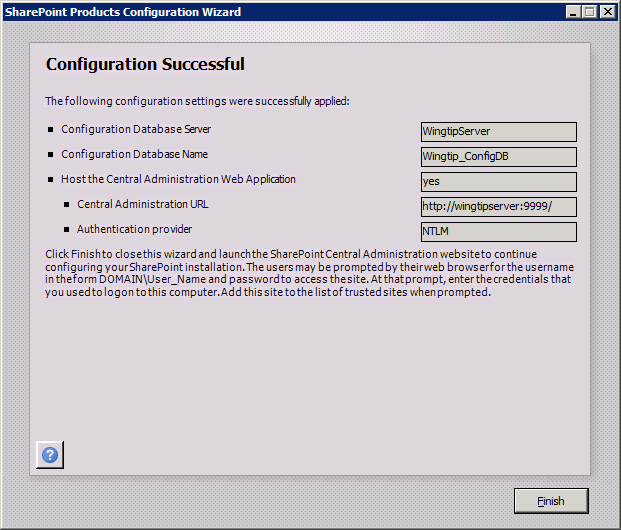 SharePoint Products Configuration Wizard
Configuration Successful
The following configuration settings were successfully applied:
Configuration Database Server
WingtipServer
Configuration Database Name
Wingtip_ConfigDB
Host the Central Administration Web Application
yes
Central Administration URL
http://wingtipserver:9999/
Authentication provider
NTLM
Click Finish to close this wizard and launch the SharePoint Central Administration website to continue
configuring your SharePoint installation. The users may be prompted by their web browser for the username
in the form DOMAIN\User_Name and password to access the site. At that prompt, enter the credentials that
you used to logon to this computer. Add this site to the list of trusted sites when prompted.
?
Finish